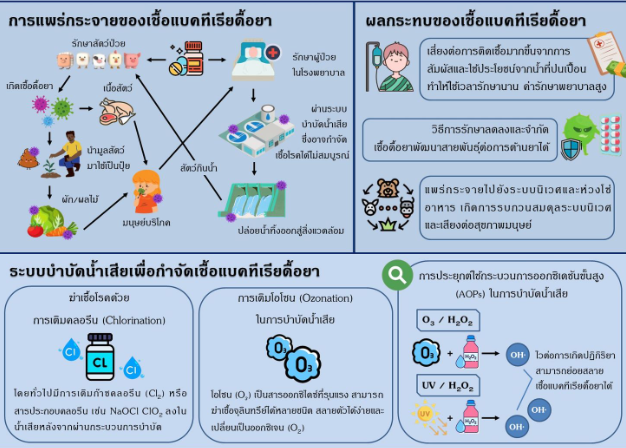 การแพร่กระจายของเชื้อแบคทีเรียดื้อยา
รักษาสัตว์ป่วย
รักษาผู้ป่วย
ในโรงพยาบาล
เกิดเชื้อดื้อยา
เนื้อสัตว์
ผ่านระบบ
บำบัดน้ำเสีย
ซึ่งอาจกำจัด
เชื้อโรคได้ไม่สมบูรณ์
นำมูลสัตว์
มาใช้เป็นปุ๋ย
สัตว์กินน้ำ
ผัก/ผลไม้
มนุษย์บริโภค
ปล่อยน้ำทิ้งออกสู่สิ่งแวดล้อม
ผลกระทบของเชื้อแบคทีเรียดื้อยา
เสี่ยงต่อการติดเชื้อมากขึ้นจากการ
สัมผัสและใช้ประโยชน์จากน้ำที่ปนเปื้อน
ทำให้ใช้เวลารักษานาน ค่ารักษาพยาบาลสูง
วิธีการรักษาลดลงและจำกัด
เชื้อดื้อยาพัฒนาสายพันธุ์ต่อการต้านยาได้
แพร่กระจายไปยังระบบนิเวศและห่วงโซ่
อาหาร เกิดการรบกวนสมดุลระบบนิเวศ
และเสี่ยงต่อสุขภาพมนุษย์
ระบบบำบัดน้ำเสียเพื่อกำจัดเชื้อแบคทีเรียดื้อยา
ฆ่าเชื้อโรคด้วย
การเติมคลอรีน (Chlorination)
Cl
CL
Cl
โดยทั่วไปมีการเติมก๊าซคลอรีน (Cl₂) หรือ
สารประกอบคลอรีน เช่น NaOCl ClO₂ ลงใน
น้ำเสียหลังจากผ่านกระบวนการบำบัด
การเติมโอโซน (Ozonation)
ในการบำบัดน้ำเสีย
O₃
O₃
โอโซน (O₃) เป็นสารออกซิไดซ์ที่รุนแรง สามารถ
ฆ่าเชื้อจุลินทรีย์ได้หลายชนิด สลายตัวได้ง่ายและ
เปลี่ยนเป็นออกซิเจน (O₂)
การประยุกต์ใช้กระบวนการออกซิเดชันขั้นสูง
(AOPs) ในการบำบัดน้ำเสีย
O₃ / H₂O₂
O₃
+
H₂O₂
OH·
UV / H₂O₂
UV
+
H₂O₂
OH·
OH·
ไวต่อการเกิดปฏิกิริยา
สามารถย่อยสลาย
เชื้อแบคทีเรียดื้อยาได้